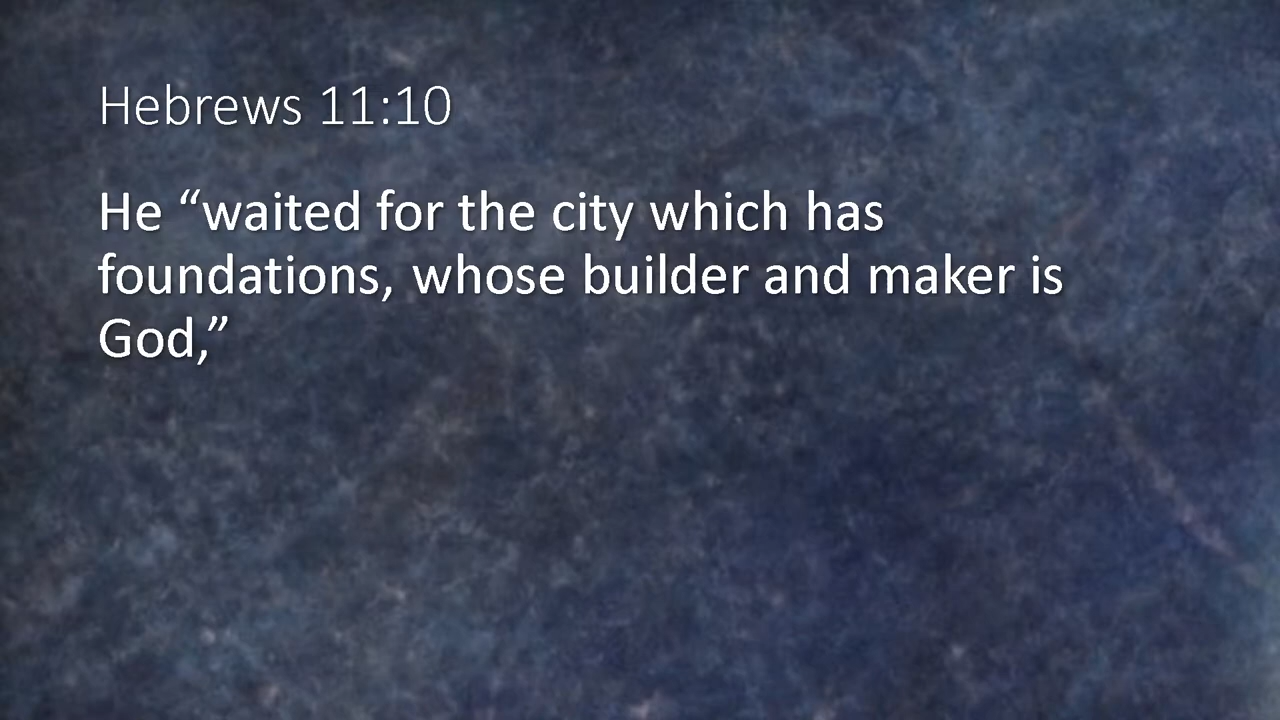 Hebrews 11:10
He “waited for the city which has
foundations, whose builder and maker is
God,”